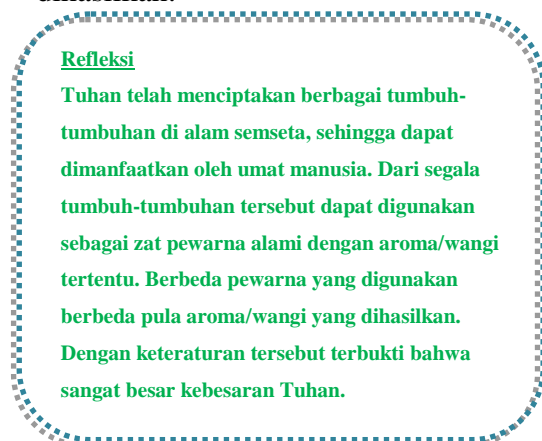 Refleksi
Tuhan telah menciptakan berbagai tumbuh-
tumbuhan di alam semseta, sehingga dapat
dimanfaatkan oleh umat manusia. Dari segala
tumbuh-tumbuhan tersebut dapat digunakan
sebagai zat pewarna alami dengan aroma/wangi
tertentu. Berbeda pewarna yang digunakan
berbeda pula aroma/wangi yang dihasilkan.
Dengan keteraturan tersebut terbukti bahwa
sangat besar kebesaran Tuhan.